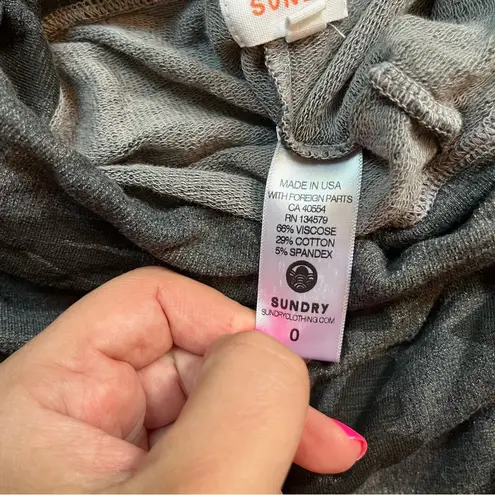 SUN
MADE IN USA
WITH FOREIGN PARTS
CA 40554
RN 134579
66% VISCOSE
29% COTTON
5% SPANDEX
SUNDRY
SUNDRYCLOTHING.COM
0